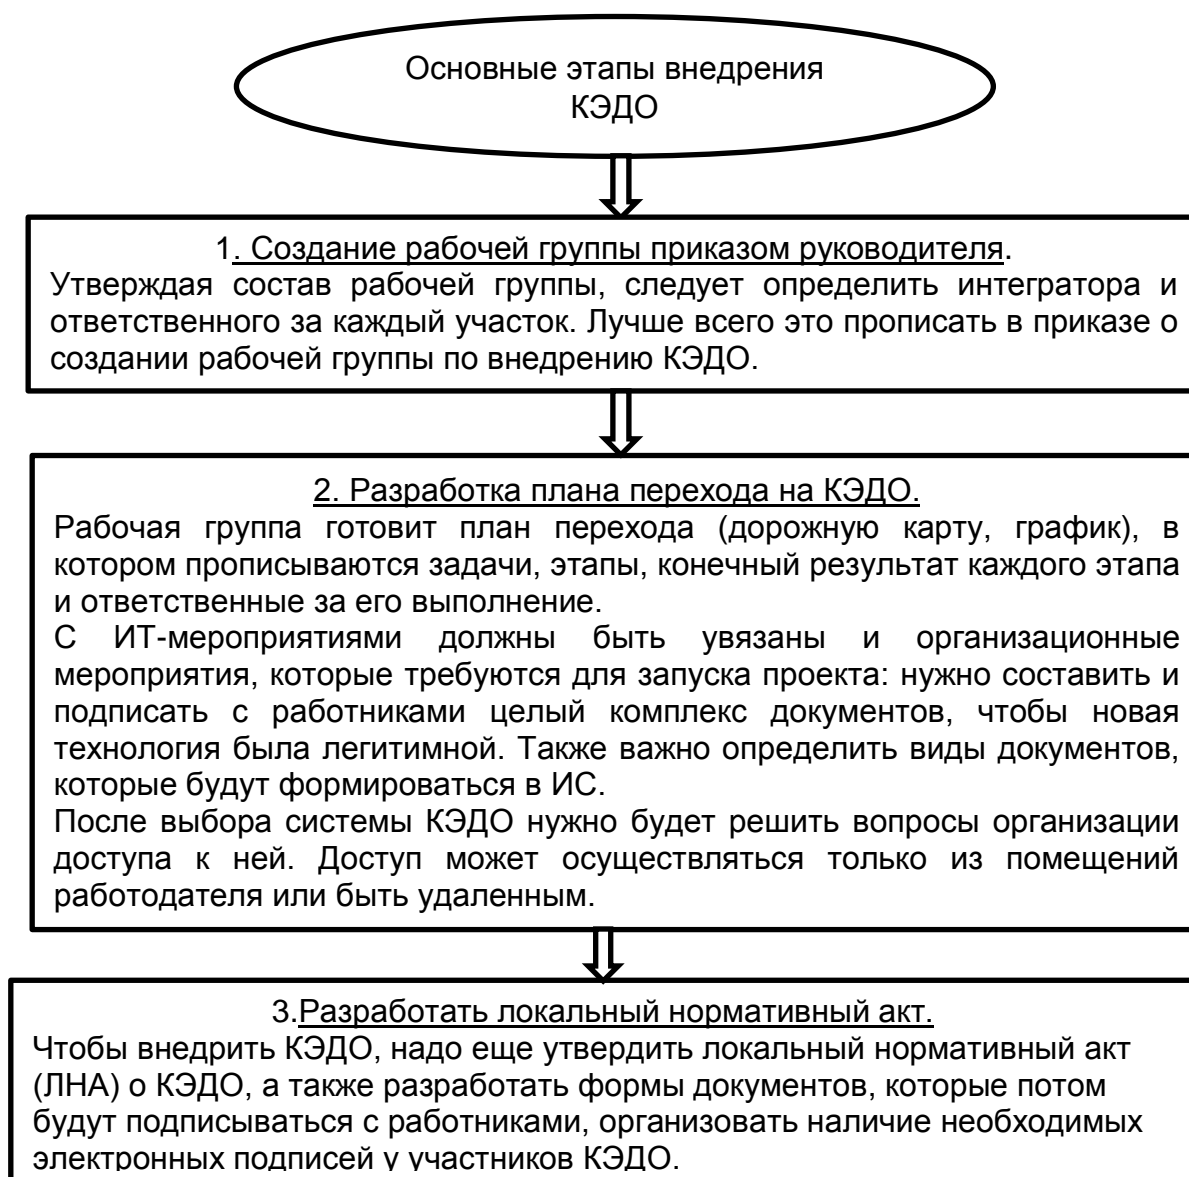 Основные этапы внедрения
КЭДО
1. Создание рабочей группы приказом руководителя.
Утверждая состав рабочей группы, следует определить интегратора и
ответственного за каждый участок. Лучше всего это прописать в приказе о
создании рабочей группы по внедрению КЭДО.
2. Разработка плана перехода на КЭДО.
Рабочая группа готовит план перехода (дорожную карту, график), в
котором прописываются задачи, этапы, конечный результат каждого этапа
и ответственные за его выполнение.
С ИТ-мероприятиями должны быть увязаны и организационные
мероприятия, которые требуются для запуска проекта: нужно составить и
подписать с работниками целый комплекс документов, чтобы новая
технология была легитимной. Также важно определить виды документов,
которые будут формироваться в ИС.
После выбора системы КЭДО нужно будет решить вопросы организации
доступа к ней. Доступ может осуществляться только из помещений
работодателя или быть удаленным.
3.Разработать локальный нормативный акт.
Чтобы внедрить КЭДО, надо еще утвердить локальный нормативный акт
(ЛНА) о КЭДО, а также разработать формы документов, которые потом
будут подписываться с работниками, организовать наличие необходимых
электронных подписей у участников КЭДО.